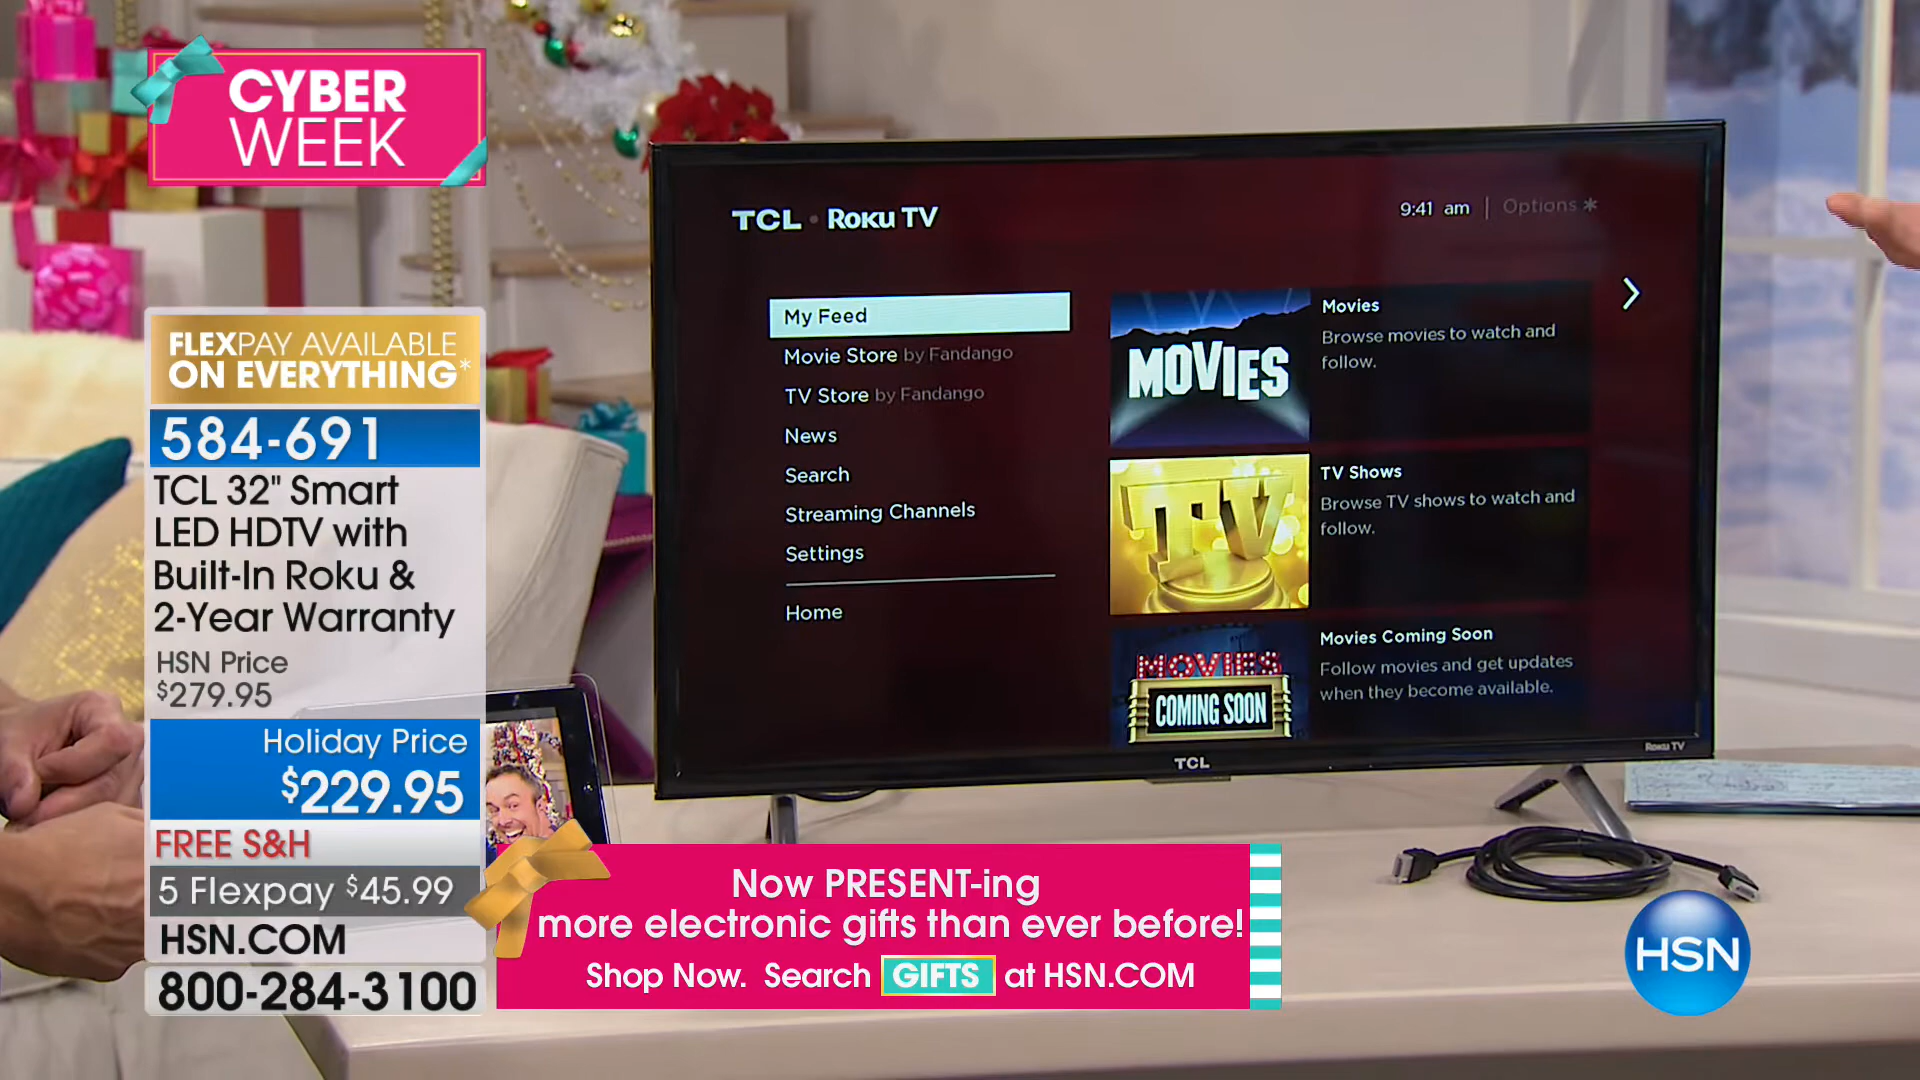 CYBER
WEEK
FLEXPAY AVAILABLE
ON EVERYTHING*
584-691
TCL 32" Smart
LED HDTV with
Built-In Roku &
2-Year Warranty
HSN Price
$279.95
Holiday Price
$229.95
FREE S&H
5 Flexpay $45.99
HSN.COM
800-284-3100
TCL • Roku TV
9:41 am | Options *
My Feed
Movie Store by Fandango
TV Store by Fandango
News
Search
Streaming Channels
Settings
Home
MOVIES
Movies
Browse movies to watch and
follow.
TV
TV Shows
Browse TV shows to watch and
follow.
MOVIES
COMING SOON
Movies Coming Soon
Follow movies and get updates
when they become available.
TCL
Roku TV
Now PRESENT-ing
more electronic gifts than ever before!
Shop Now. Search GIFTS at HSN.COM
HSN